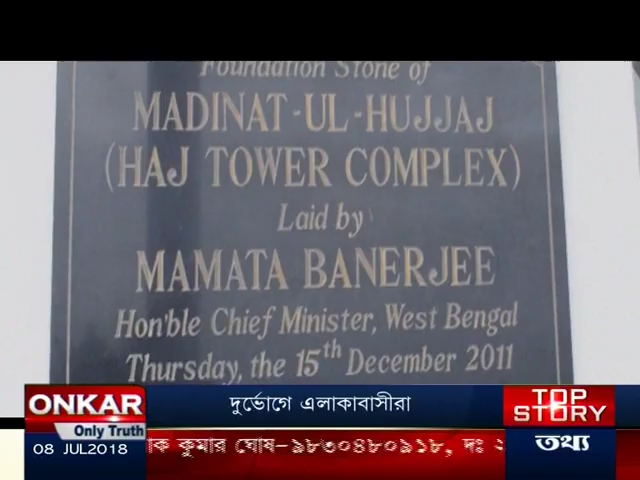 Foundation Stone of
MADINAT-UL-HUJJAJ
(HAJ TOWER COMPLEX)
Laid by
MAMATA BANERJEE
Hon'ble Chief Minister, West Bengal
Thursday, the 15th December 2011
ONKAR
Only Truth
দুর্ভোগে এলাকাবাসীরা
TOP
STORY
08 JUL2018
কুমার ঘোষ-৯৮৩০৪৮০৯১৮, দঃ
তথ্য